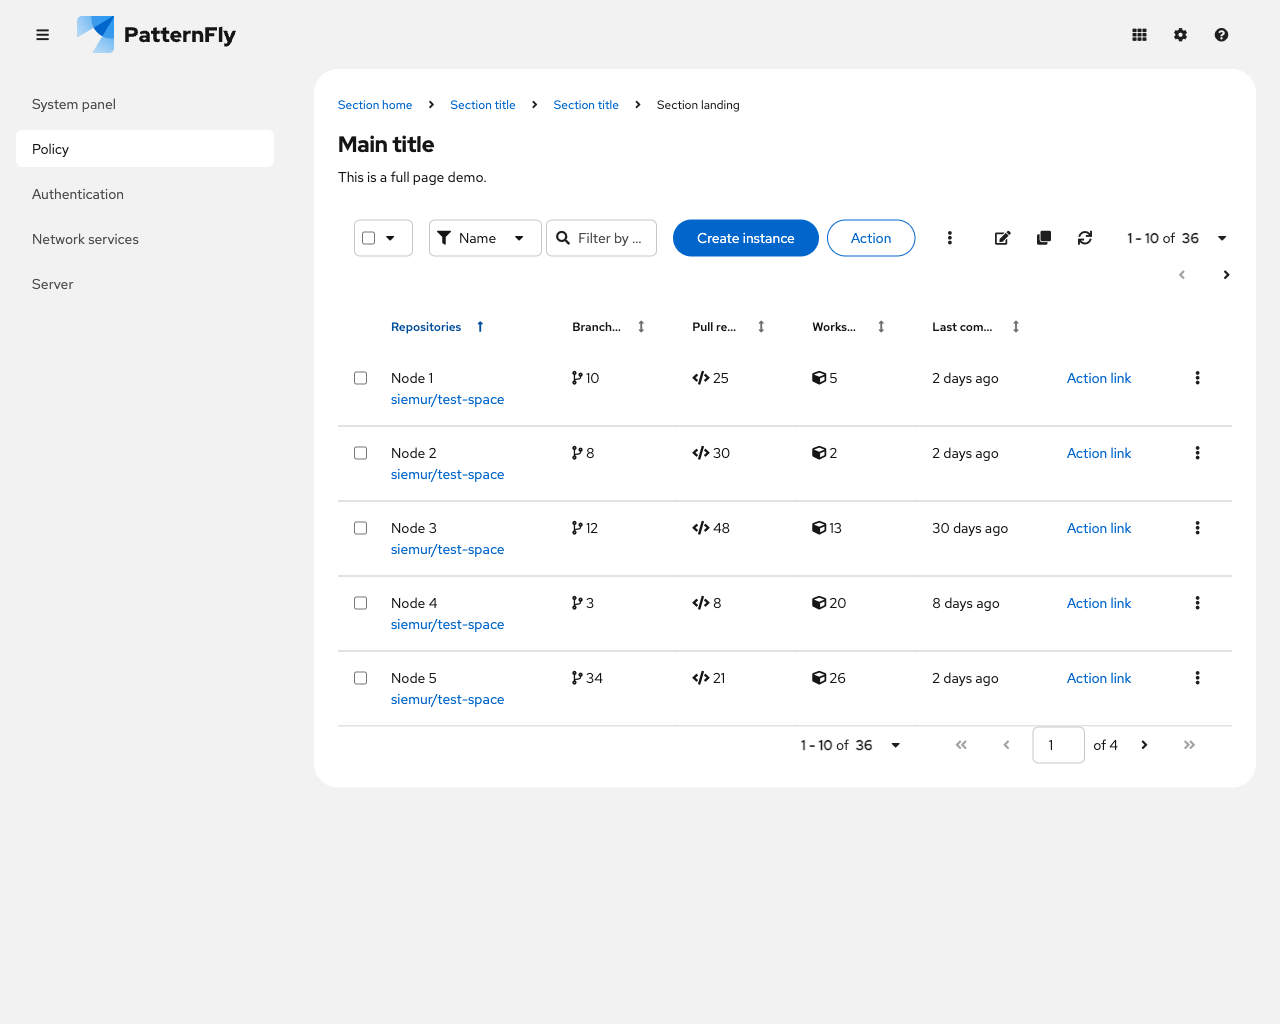 PatternFly
System panel
Policy
Authentication
Network services
Server
Section home Section title Section title Section landing
Main title
This is a full page demo.
Name Filter by ... Create instance Action 1 - 10 of 36
Repositories Branch... Pull re... Works... Last com...
Node 1 10 25 5 2 days ago Action link
siemur/test-space
Node 2 8 30 2 2 days ago Action link
siemur/test-space
Node 3 12 48 13 30 days ago Action link
siemur/test-space
Node 4 3 8 20 8 days ago Action link
siemur/test-space
Node 5 34 21 26 2 days ago Action link
siemur/test-space
1 - 10 of 36 1 of 4